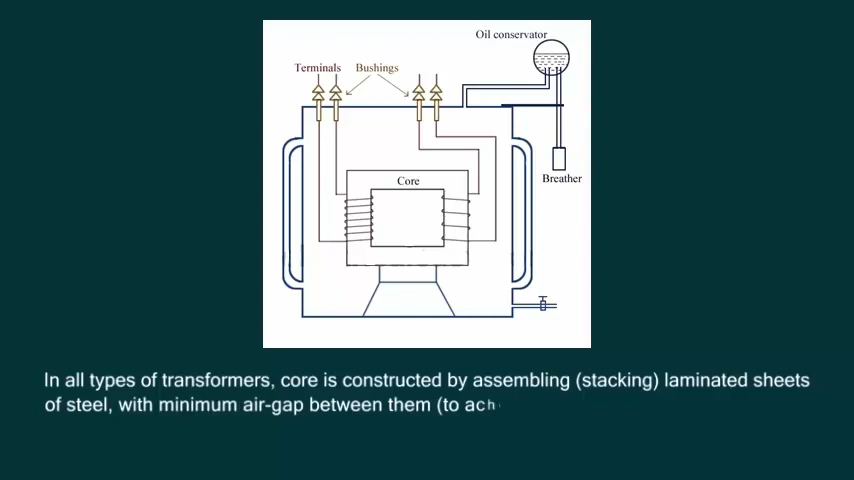 Oil conservator
Terminals Bushings
Breather
Core
In all types of transformers, core is constructed by assembling (stacking) laminated sheets
of steel, with minimum air-gap between them (to ach